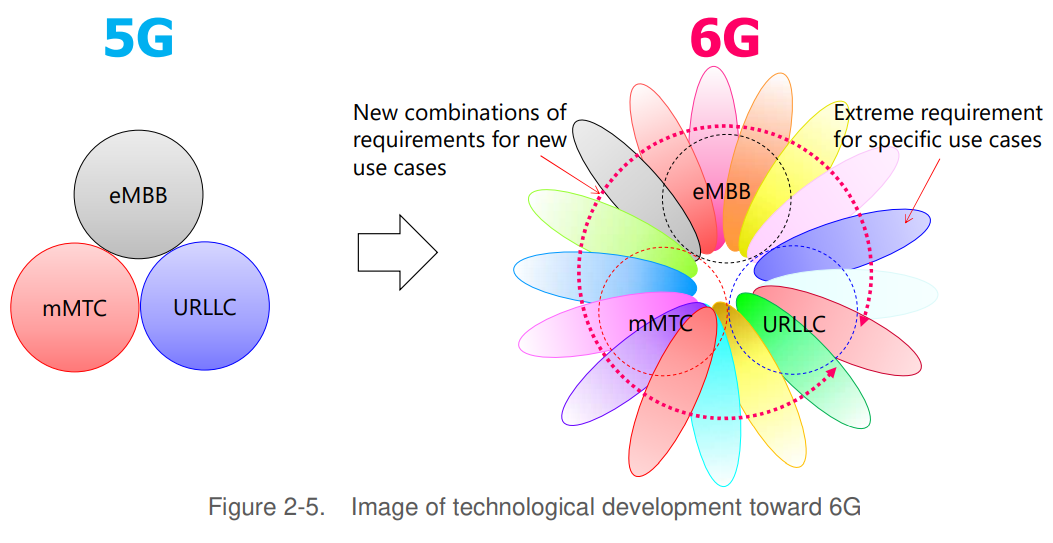 5G
6G
New combinations of
requirements for new
use cases
Extreme requirement
for specific use cases
eMBB
mMTC
URLLC
eMBB
mMTC
URLLC
Figure 2-5. Image of technological development toward 6G